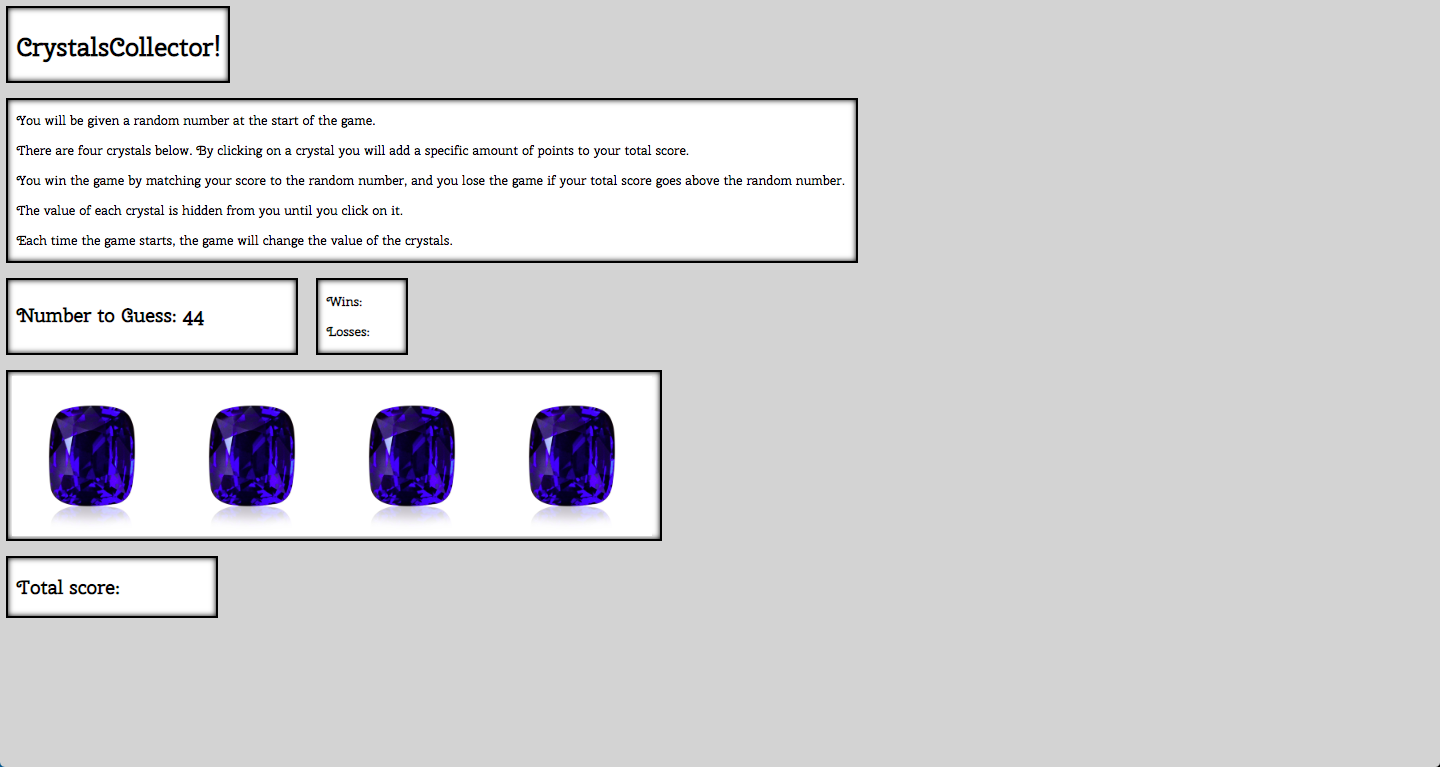 CrystalsCollector!
You will be given a random number at the start of the game.
There are four crystals below. By clicking on a crystal you will add a specific amount of points to your total score.
You win the game by matching your score to the random number, and you lose the game if your total score goes above the random number.
The value of each crystal is hidden from you until you click on it.
Each time the game starts, the game will change the value of the crystals.
Number to Guess: 44
Wins:
Losses:
Total score: